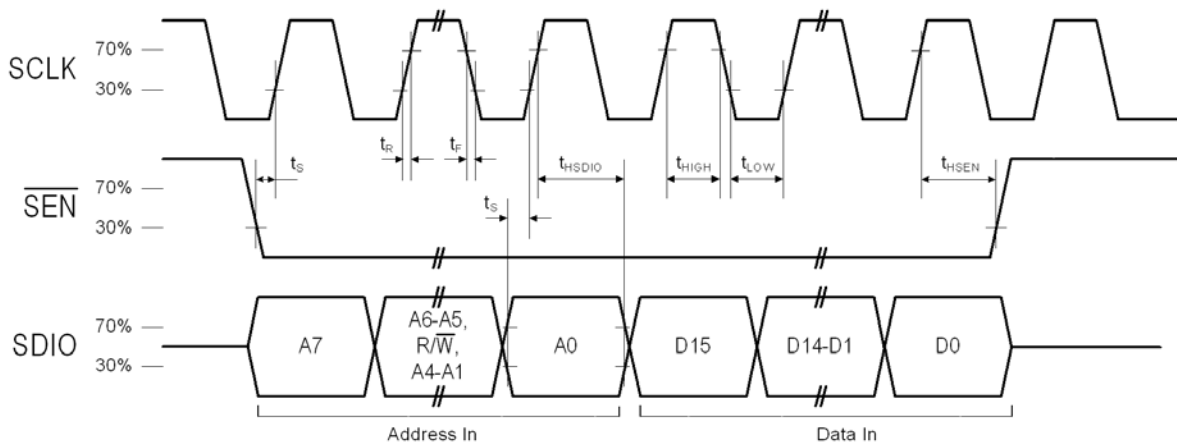 SCLK
70%
30%
tS
tR
tF
tHSDIO
tHIGH
tLOW
tHSEN
SEN
70%
30%
tS
SDIO
70%
30%
A7
A6-A5,
R/W,
A4-A1
A0
D15
D14-D1
D0
Address In
Data In